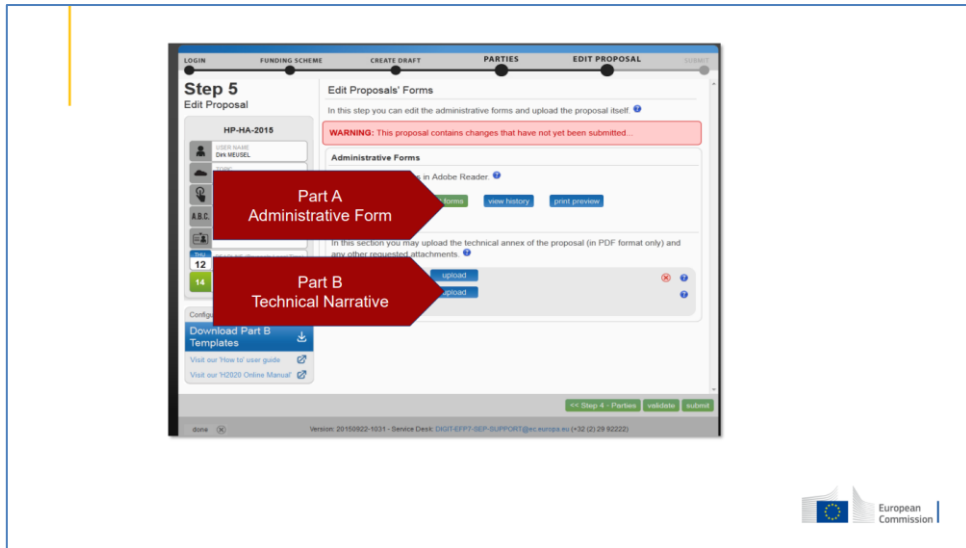 LOGIN FUNDING SCHEME CREATE DRAFT PARTIES EDIT PROPOSAL SUBMIT
Step 5
Edit Proposal
HP-HA-2015
USER NAME
Dirk MEUSEL
TOPIC
A.B.C.
THU
12
14
Download Part B
Templates
Visit our 'How to' user guide
Visit our 'H2020 Online Manual'
Edit Proposals' Forms
In this step you can edit the administrative forms and upload the proposal itself.
WARNING: This proposal contains changes that have not yet been submitted...
Administrative Forms
in Adobe Reader.
Part A
Administrative Form
forms view history print preview
In this section you may upload the technical annex of the proposal (in PDF format only) and
any other requested attachments.
upload
upload
Part B
Technical Narrative
<< Step 4 - Parties validate submit
done Version: 20150922-1031 - Service Desk: DIGIT-EFP7-SEP-SUPPORT@ec.europa.eu (+32 (2) 29 92222)
European
Commission